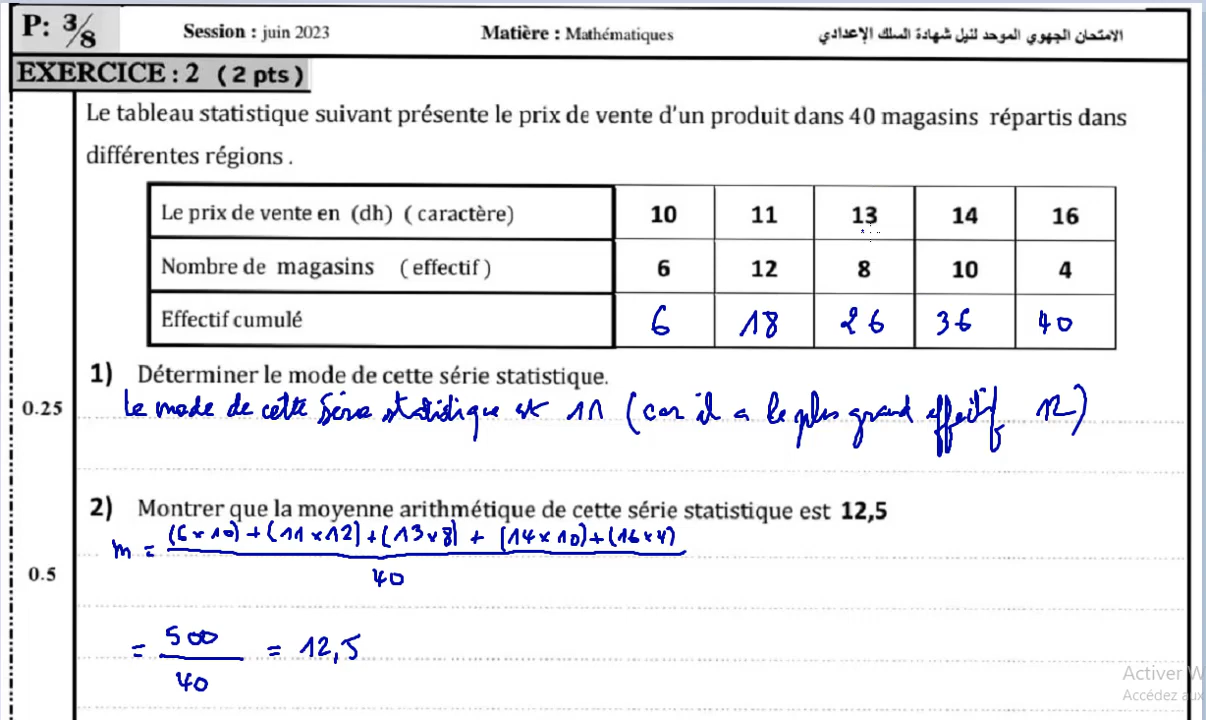 P: 3/8 Session : juin 2023 Matière : Mathématiques الامتحان الجهوي الموحد لنيل شهادة السلك الإعدادي
EXERCICE : 2 ( 2 pts )
Le tableau statistique suivant présente le prix de vente d'un produit dans 40 magasins répartis dans
différentes régions .
Le prix de vente en (dh) ( caractère) 10 11 13 14 16
Nombre de magasins ( effectif ) 6 12 8 10 4
Effectif cumulé 6 18 26 36 40
1) Déterminer le mode de cette série statistique.
0.25 Le mode de cette série statistique est 11 (car il a le plus grand effectif 12)
2) Montrer que la moyenne arithmétique de cette série statistique est 12,5
m = (6 × 10) + (11 × 12) + (13 × 8) + (14 × 10) + (16 × 4)
40
0.5
= 500 = 12,5
40
Activer W
Accédez aux